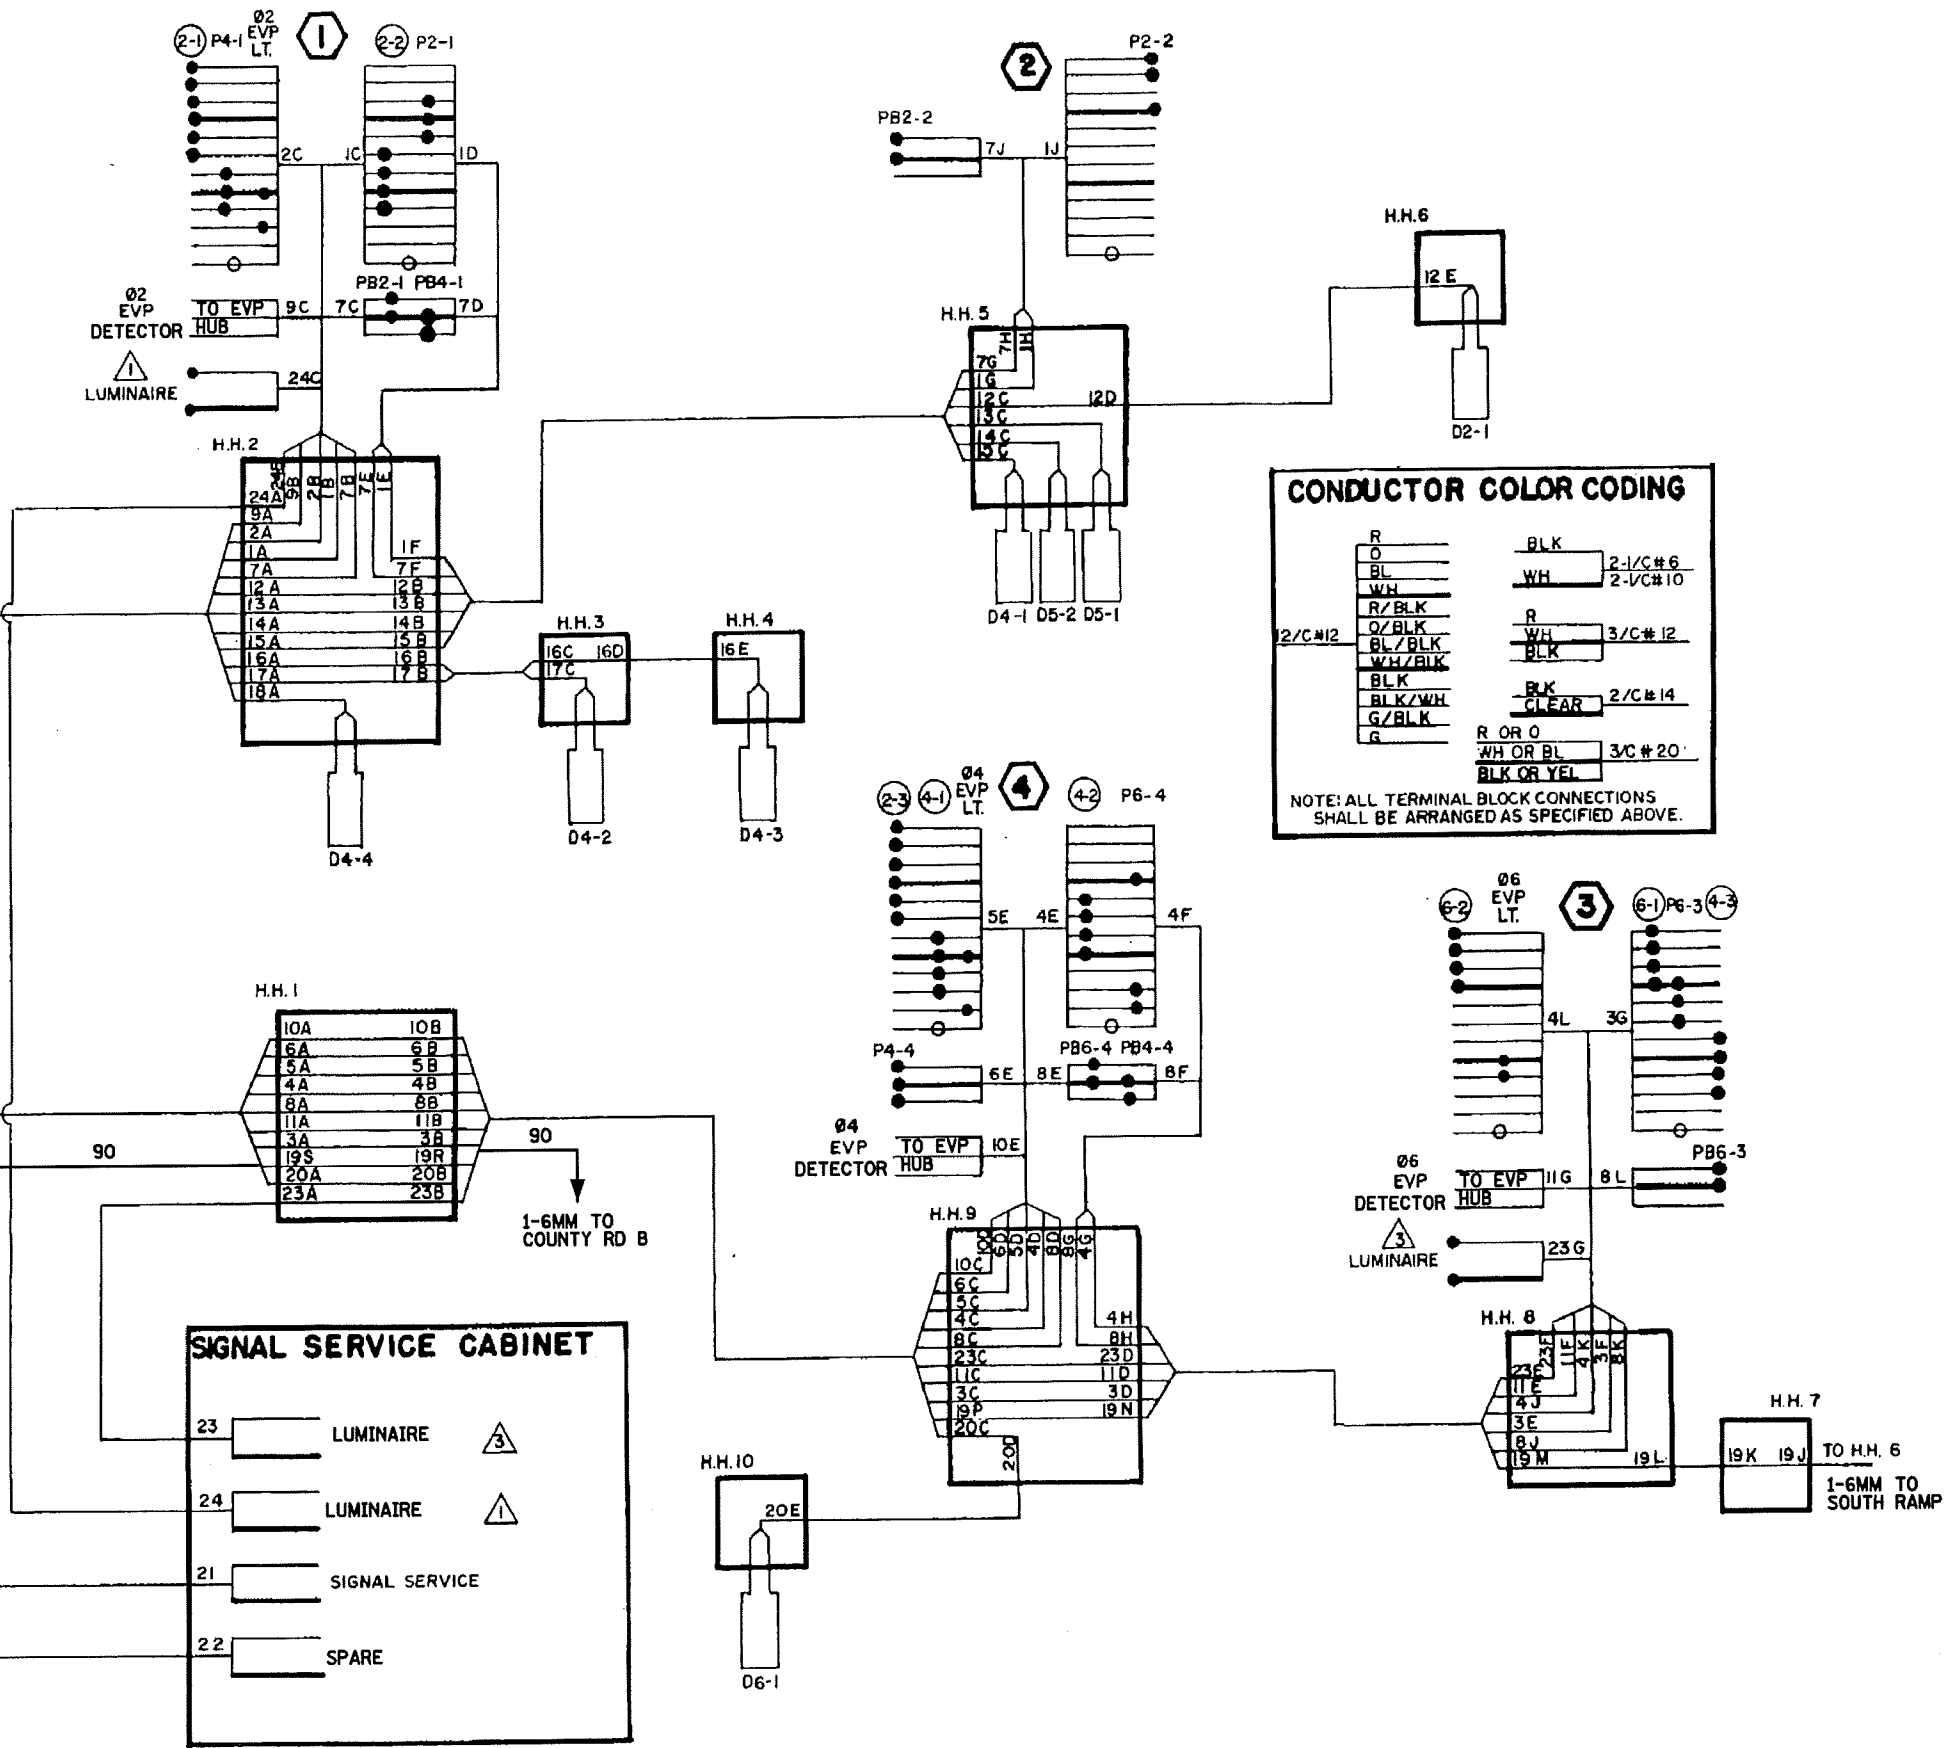 2-1 P4-1 Ø2 EVP LT. 1 2-2 P2-1
2C 1C 1D
Ø2
EVP
DETECTOR
TO EVP
HUB
9C 7C
PB2-1 PB4-1
7D
1
LUMINAIRE
24C
H.H.2
24B 9B 2B 1B 7B 7E 1E
24A
9A
2A
1A 1F
7A 7F
12A 12B
13A 13B
14A 14B
15A 15B
16A 16B
17A 17B
18A
D4-4
H.H.3
16C 16D
17C
D4-2
H.H.4
16E
D4-3
2
P2-2
PB2-2
7J 1J
H.H.5
7H 1H
7G
1G
12C 12D
13C
14C
15C
D4-1 D5-2 D5-1
H.H.6
12E
D2-1
CONDUCTOR COLOR CODING
12/C#12
R
O
BL
WH
R/BLK
O/BLK
BL/BLK
WH/BLK
BLK
BLK/WH
G/BLK
G
BLK
WH
2-1/C#6
2-1/C#10
R
WH
BLK
3/C#12
BLK
CLEAR
2/C#14
R OR O
WH OR BL
BLK OR YEL
3/C#20
NOTE: ALL TERMINAL BLOCK CONNECTIONS
SHALL BE ARRANGED AS SPECIFIED ABOVE.
2-3 4-1 Ø4 EVP LT. 4 4-2 P6-4
5E 4E 4F
P4-4
6E 8E
PB6-4 PB4-4
8F
Ø4
EVP
DETECTOR
TO EVP
HUB
10E
H.H.9
10D 6D 5D 4D 8D 8G 4G
10C
6C
5C
4C 4H
8C 8H
23C 23D
11C 11D
3C 3D
19P 19N
20C
20D
H.H.10
20E
D6-1
6-2 Ø6 EVP LT. 3 6-1 P6-3 4-3
4L 3G
PB6-3
Ø6
EVP
DETECTOR
TO EVP
HUB
11G 8L
3
LUMINAIRE
23G
H.H. 8
23F 11F 4K 3F 8K
23E
11E
4J
3E
8J
19M 19L
H.H. 7
19K 19J
TO H.H. 6
1-6MM TO
SOUTH RAMP
H.H. 1
10A 10B
6A 6B
5A 5B
4A 4B
8A 8B
11A 11B
3A 3B
19S 19R
20A 20B
23A 23B
90
90
1-6MM TO
COUNTY RD B
SIGNAL SERVICE CABINET
23 LUMINAIRE 3
24 LUMINAIRE 1
21 SIGNAL SERVICE
22 SPARE